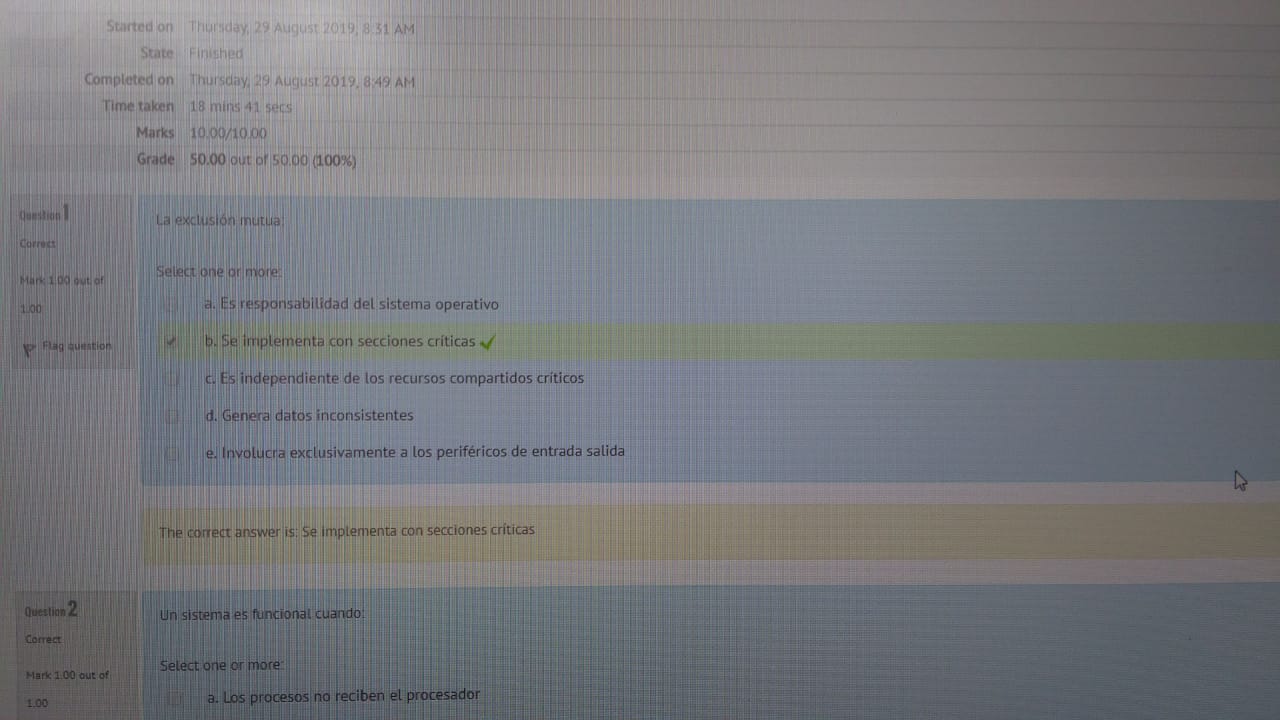 Started on Thursday, 29 August 2019, 8:31 AM
State Finished
Completed on Thursday, 29 August 2019, 8:49 AM
Time taken 18 mins 41 secs
Marks 10.00/10.00
Grade 50.00 out of 50.00 (100%)
Question 1
Correct
Mark 1.00 out of
1.00
Flag question
La exclusión mutua:
Select one or more:
a. Es responsabilidad del sistema operativo
b. Se implementa con secciones críticas
c. Es independiente de los recursos compartidos críticos
d. Genera datos inconsistentes
e. Involucra exclusivamente a los periféricos de entrada salida
The correct answer is: Se implementa con secciones críticas
Question 2
Correct
Mark 1.00 out of
1.00
Un sistema es funcional cuando:
Select one or more:
a. Los procesos no reciben el procesador